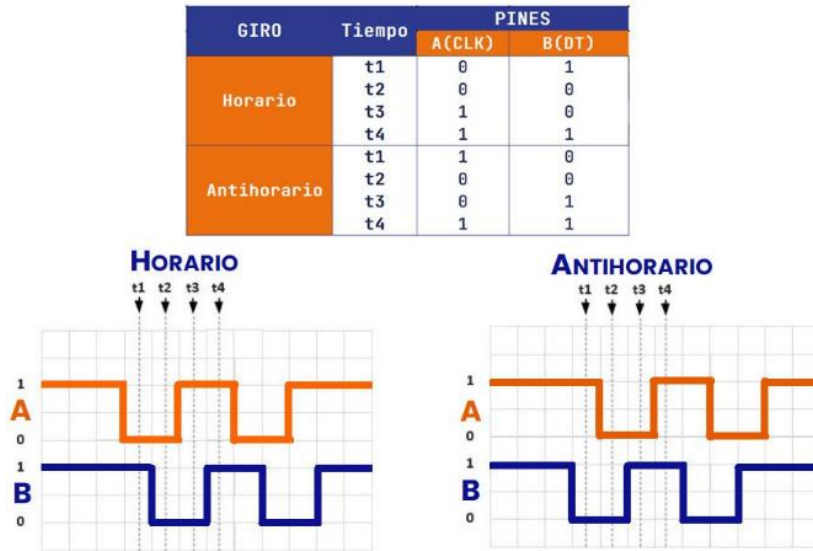 GIRO Tiempo PINES
A(CLK) B(DT)
Horario t1 0 1
t2 0 0
t3 1 0
t4 1 1
Antihorario t1 1 0
t2 0 0
t3 0 1
t4 1 1
HORARIO
t1 t2 t3 t4
1
A
0
1
B
0
ANTIHORARIO
t1 t2 t3 t4
1
A
0
1
B
0